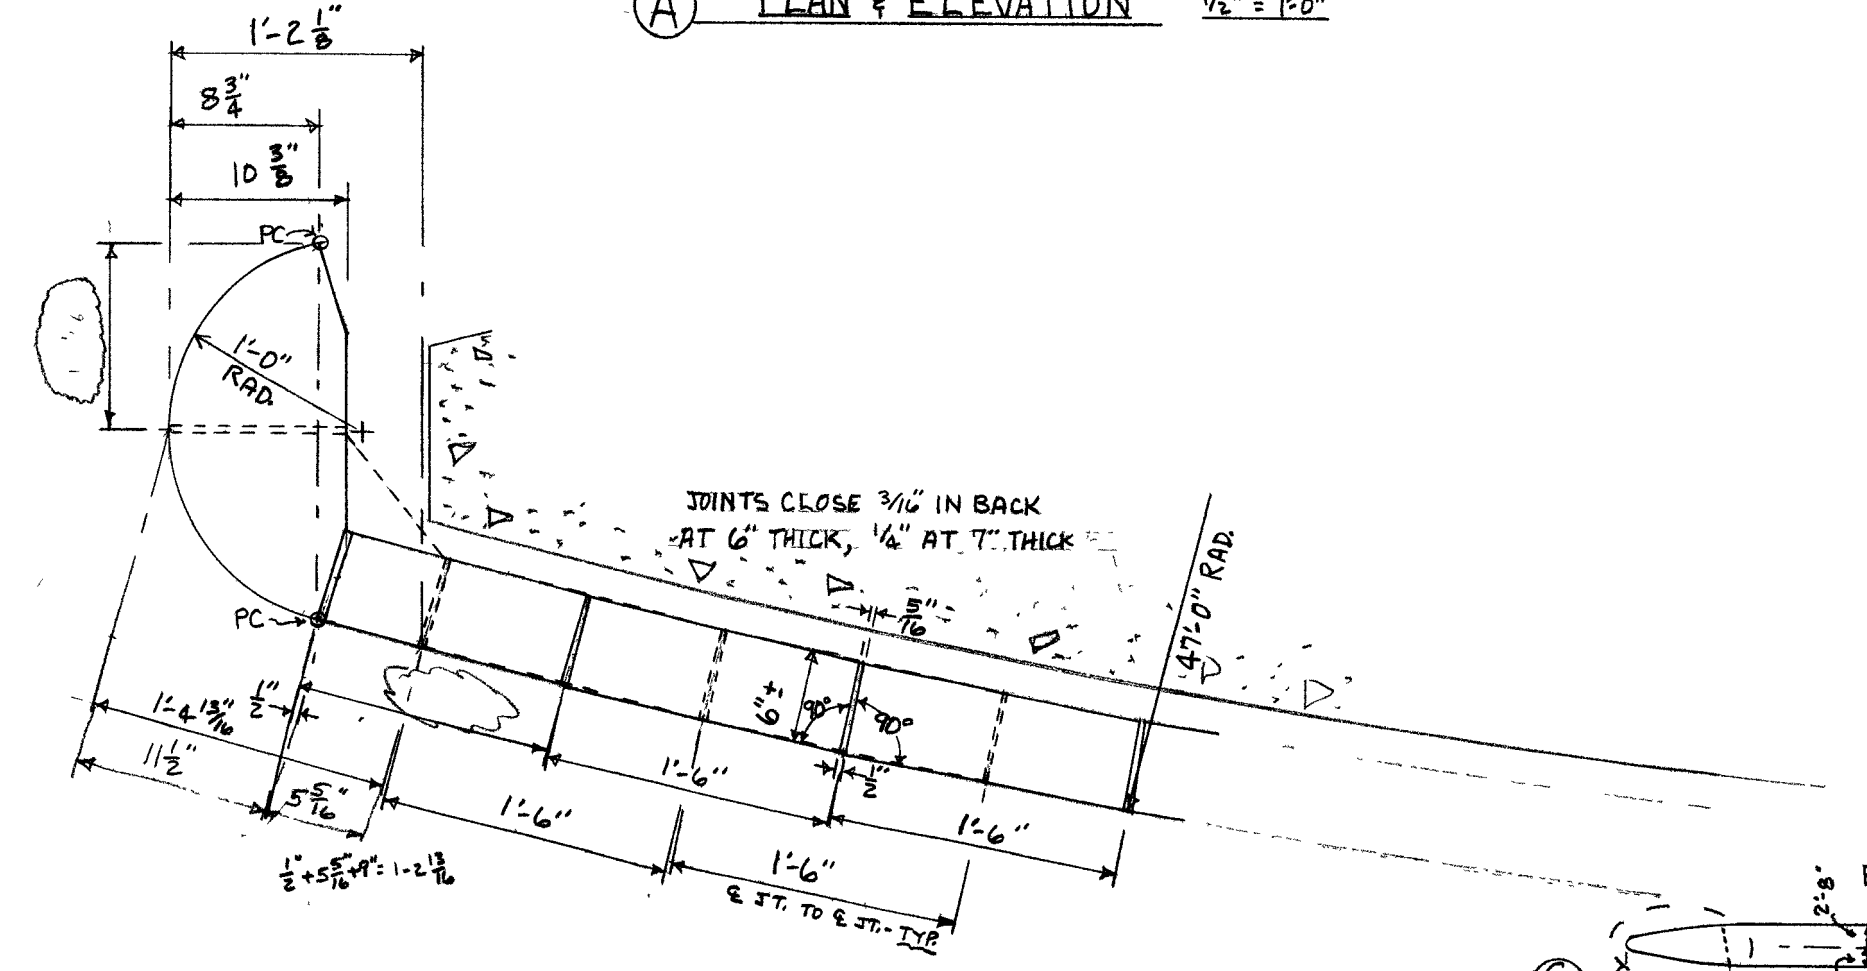 A PLAN & ELEVATION 1/2" = 1'-0"
1'-2 1/8"
8 3/4"
10 3/8"
PC
1'-0"
RAD.
JOINTS CLOSE 3/16" IN BACK
AT 6" THICK, 1/4" AT 7" THICK
5/16"
47'-0" RAD.
PC
6"±
90°
90°
1/2"
1'-4 13/16"
11 1/2"
5 5/16"
1'-6"
1/2"
1'-6"
1'-6"
1'-6"
1/2"+5 5/16"+9"=1-2 13/16
℄ JT. TO ℄ JT.- TYP.
2'-8"